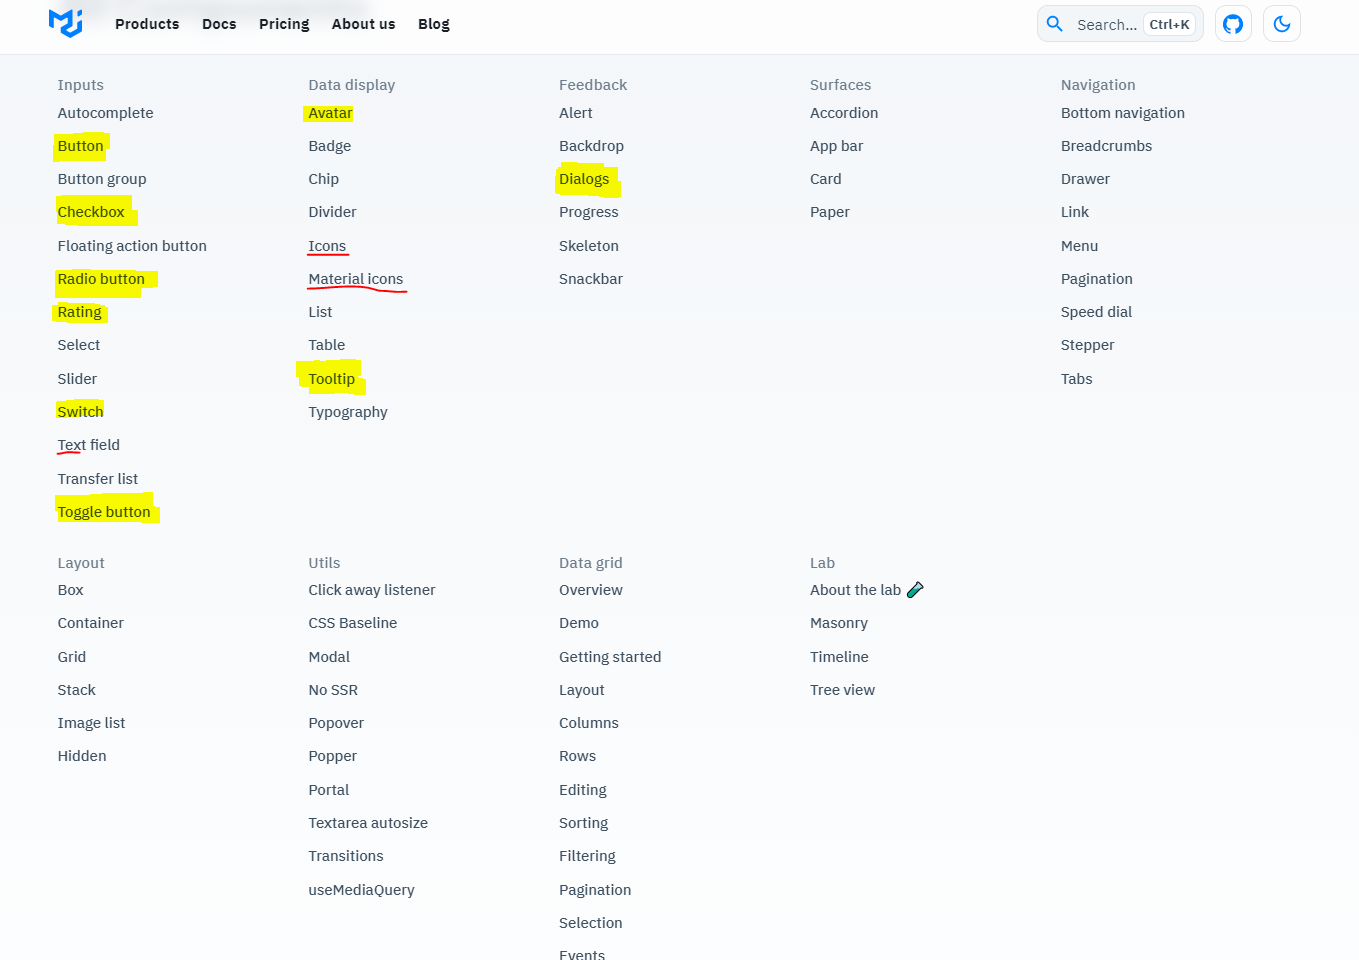 Products Docs Pricing About us Blog Search... Ctrl+K
Inputs
Autocomplete
Button
Button group
Checkbox
Floating action button
Radio button
Rating
Select
Slider
Switch
Text field
Transfer list
Toggle button
Data display
Avatar
Badge
Chip
Divider
Icons
Material icons
List
Table
Tooltip
Typography
Feedback
Alert
Backdrop
Dialogs
Progress
Skeleton
Snackbar
Surfaces
Accordion
App bar
Card
Paper
Navigation
Bottom navigation
Breadcrumbs
Drawer
Link
Menu
Pagination
Speed dial
Stepper
Tabs
Layout
Box
Container
Grid
Stack
Image list
Hidden
Utils
Click away listener
CSS Baseline
Modal
No SSR
Popover
Popper
Portal
Textarea autosize
Transitions
useMediaQuery
Data grid
Overview
Demo
Getting started
Layout
Columns
Rows
Editing
Sorting
Filtering
Pagination
Selection
Events
Lab
About the lab
Masonry
Timeline
Tree view